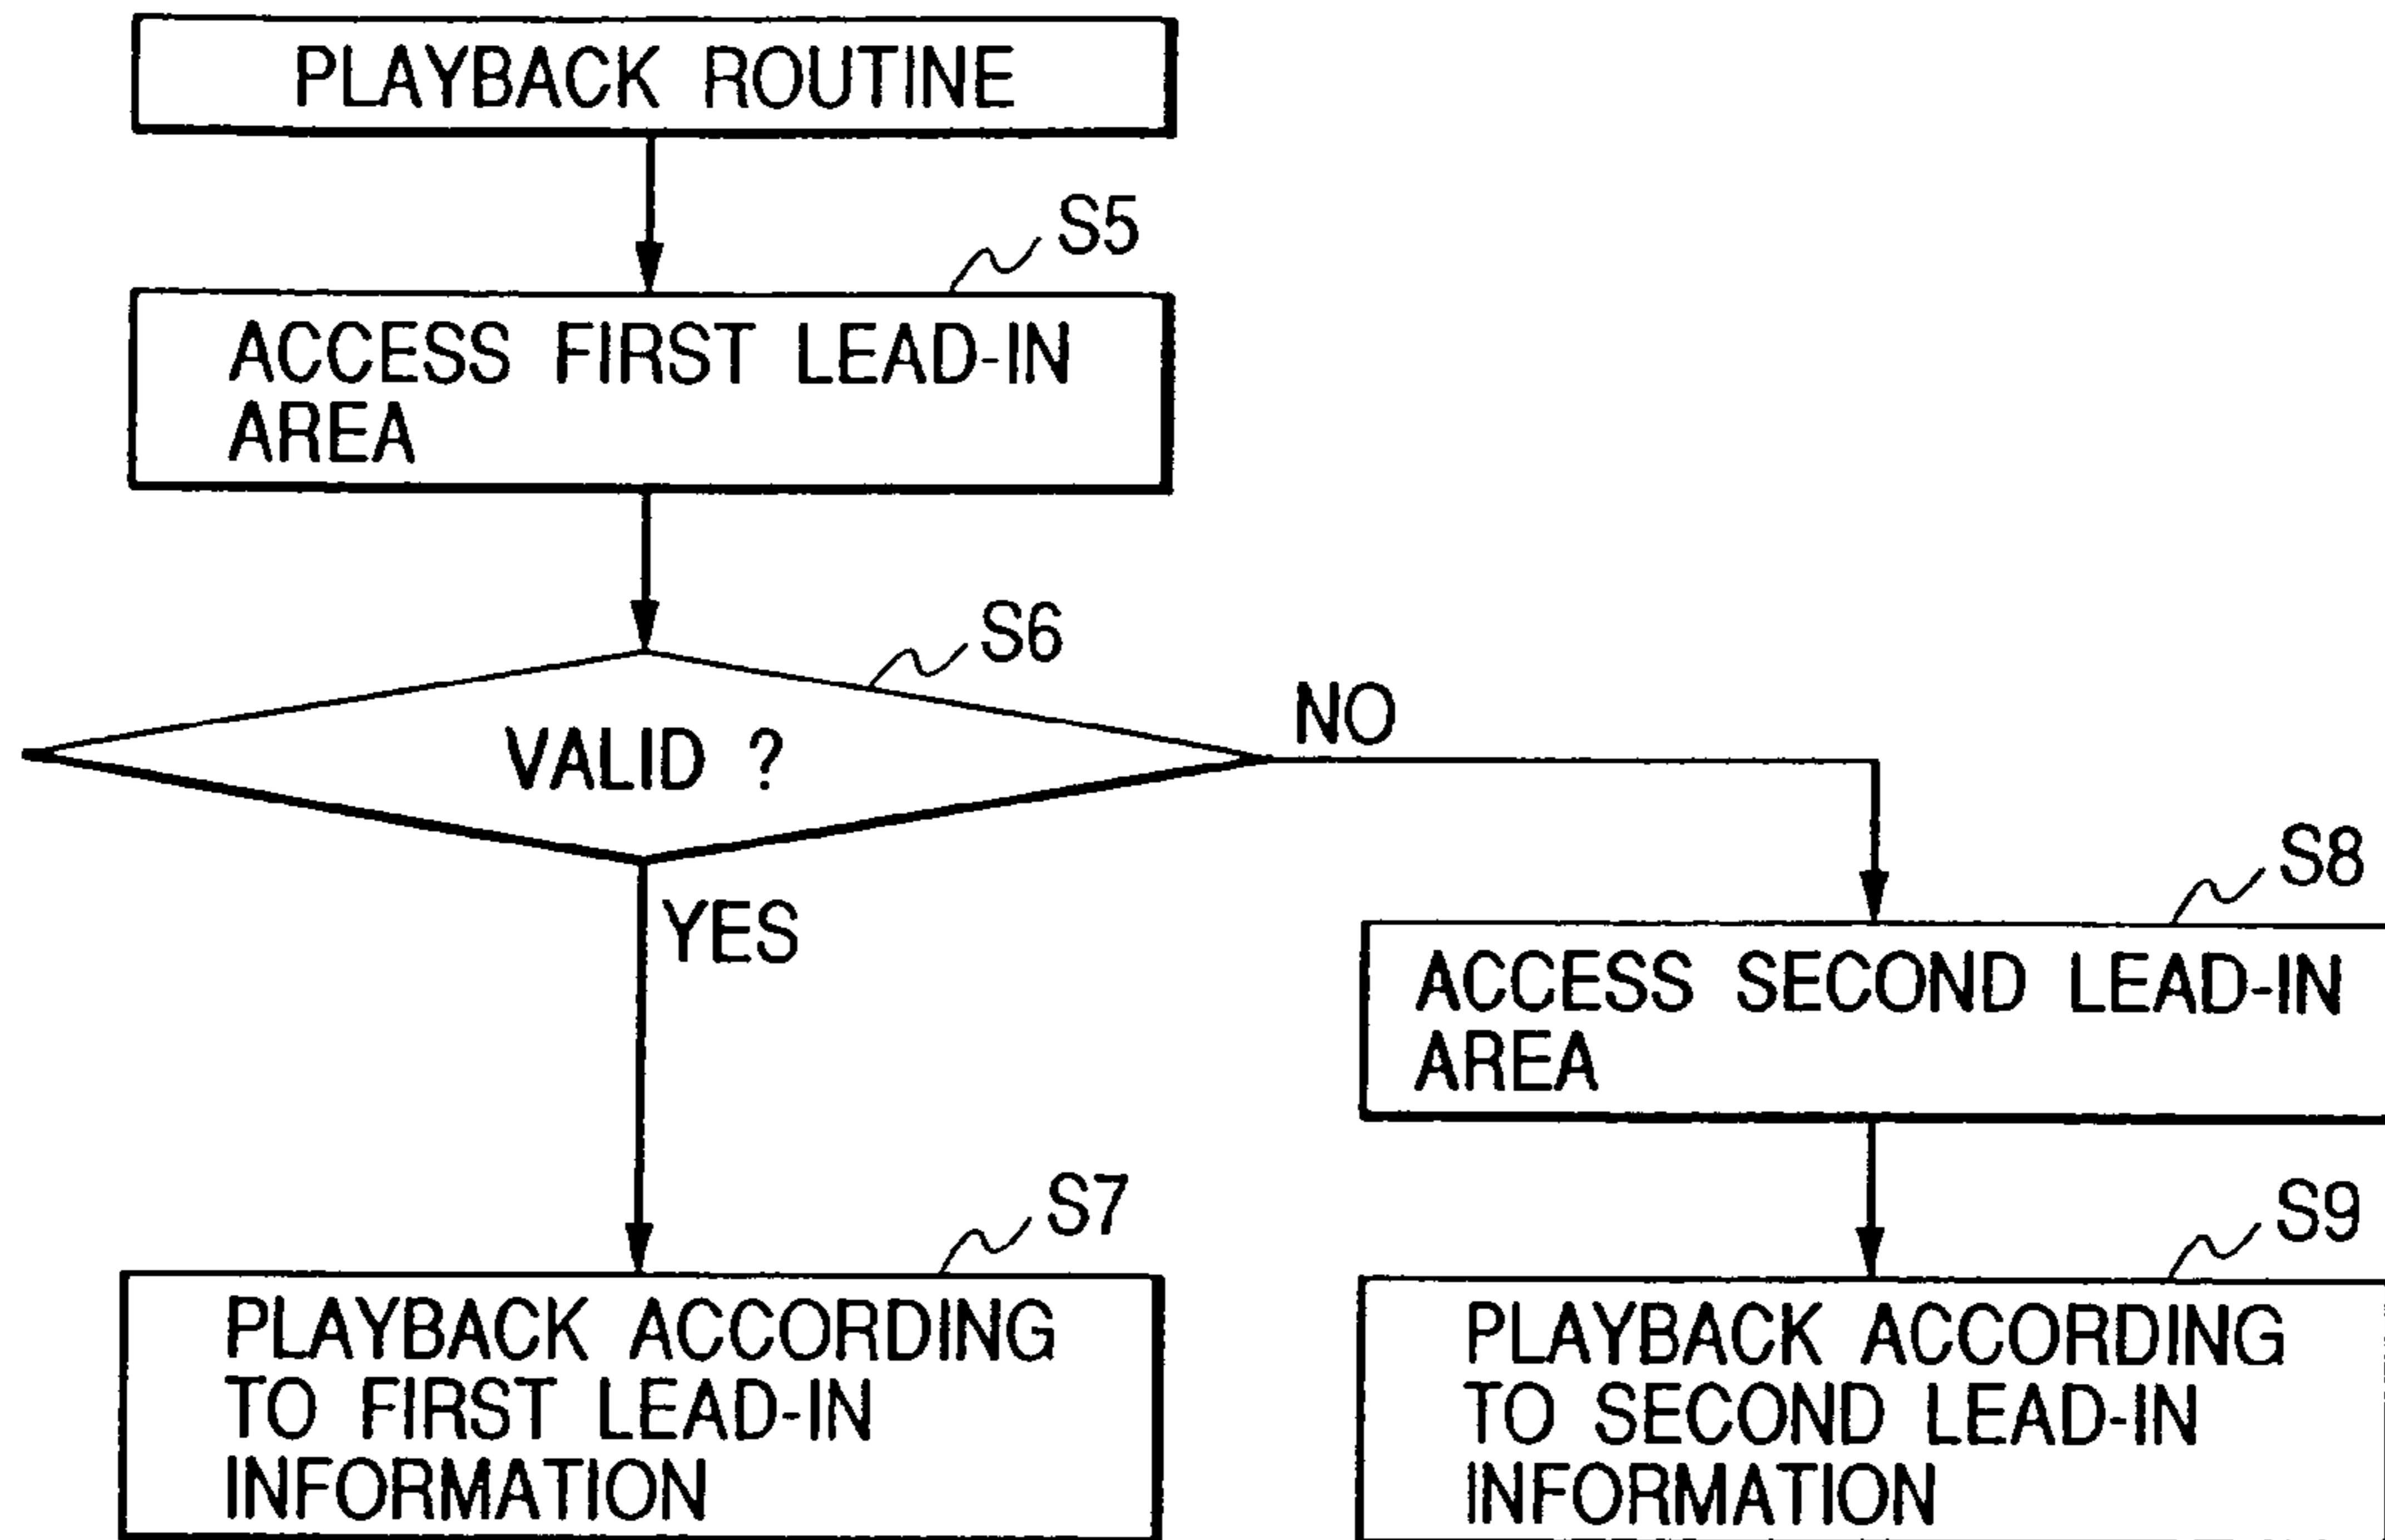 PLAYBACK ROUTINE
S5
ACCESS FIRST LEAD-IN
AREA
S6
VALID ?
NO
YES
S8
ACCESS SECOND LEAD-IN
AREA
S7
PLAYBACK ACCORDING
TO FIRST LEAD-IN
INFORMATION
S9
PLAYBACK ACCORDING
TO SECOND LEAD-IN
INFORMATION